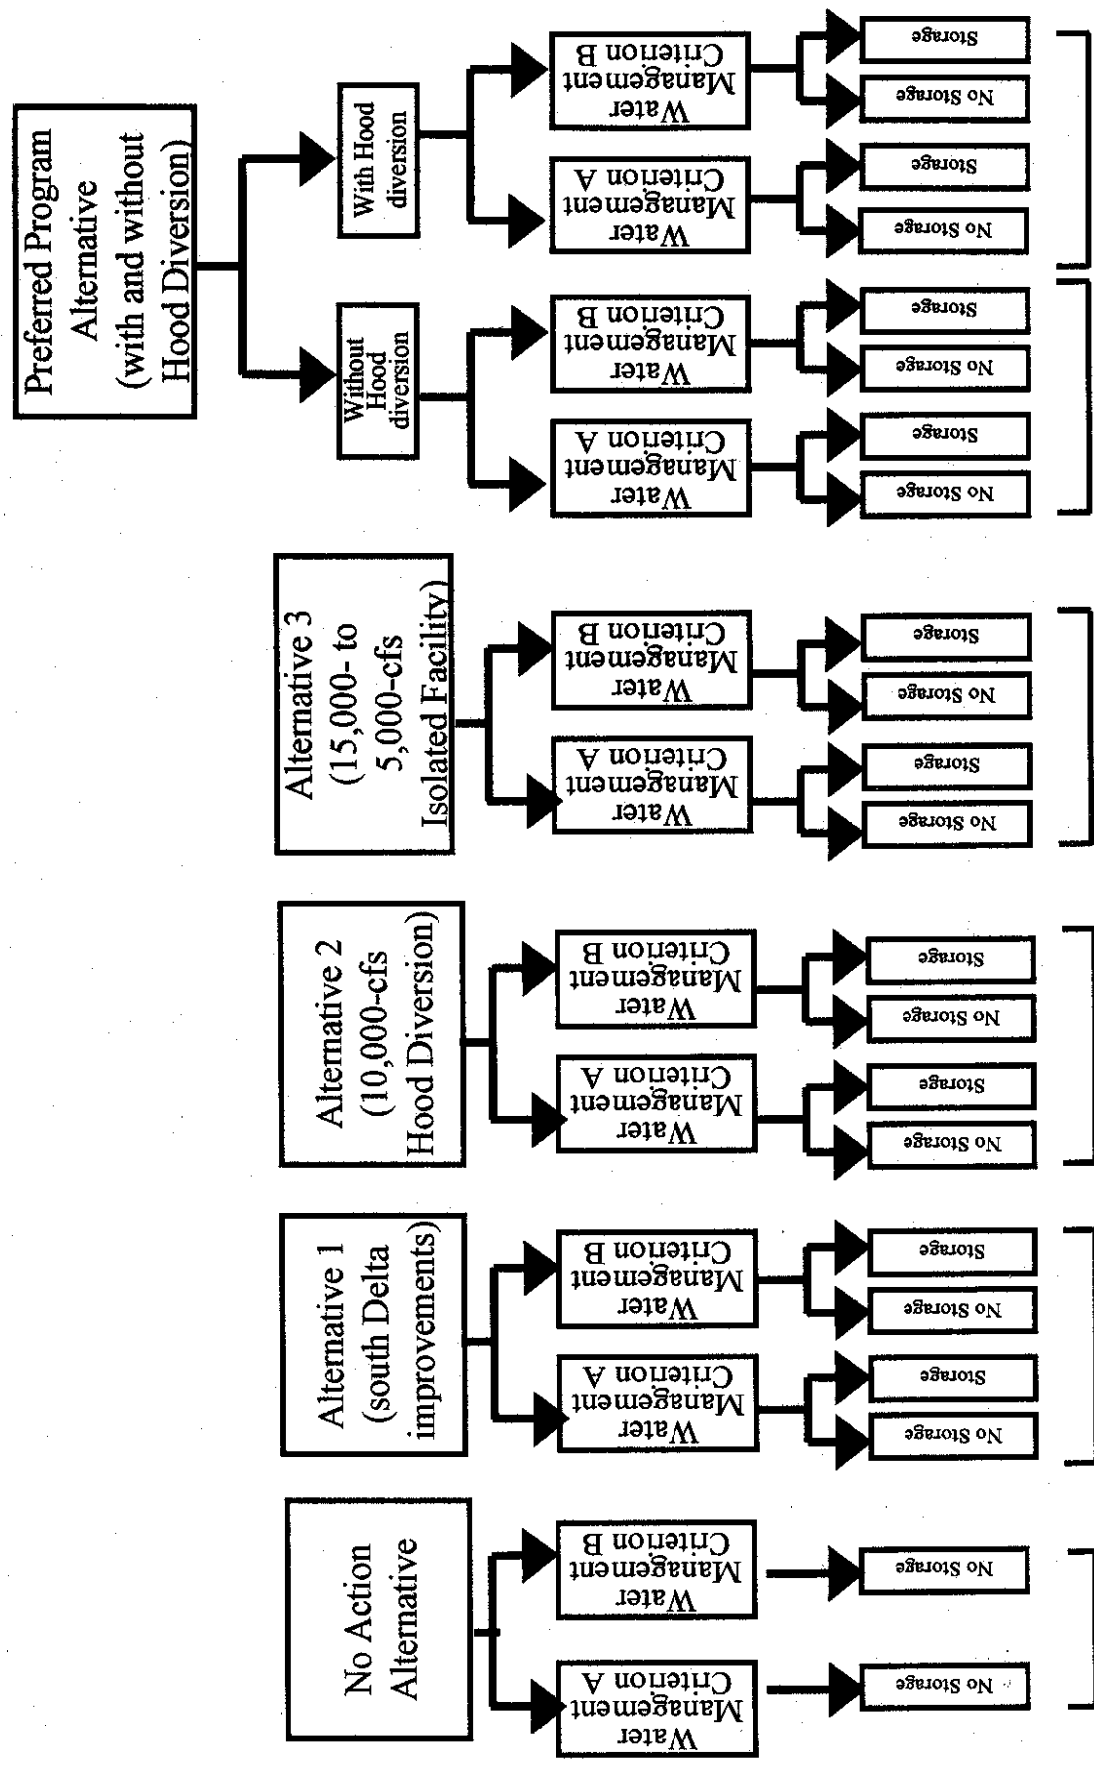 No Action
Alternative
Water
Management
Criterion A
No Storage
Water
Management
Criterion B
No Storage
Alternative 1
(south Delta
improvements)
Water
Management
Criterion A
No Storage
Storage
Water
Management
Criterion B
No Storage
Storage
Alternative 2
(10,000-cfs
Hood Diversion)
Water
Management
Criterion A
No Storage
Storage
Water
Management
Criterion B
No Storage
Storage
Alternative 3
(15,000- to
5,000-cfs
Isolated Facility)
Water
Management
Criterion A
No Storage
Storage
Water
Management
Criterion B
No Storage
Storage
Preferred Program
Alternative
(with and without
Hood Diversion)
Without
Hood
diversion
Water
Management
Criterion A
No Storage
Storage
Water
Management
Criterion B
No Storage
Storage
With Hood
diversion
Water
Management
Criterion A
No Storage
Storage
Water
Management
Criterion B
No Storage
Storage